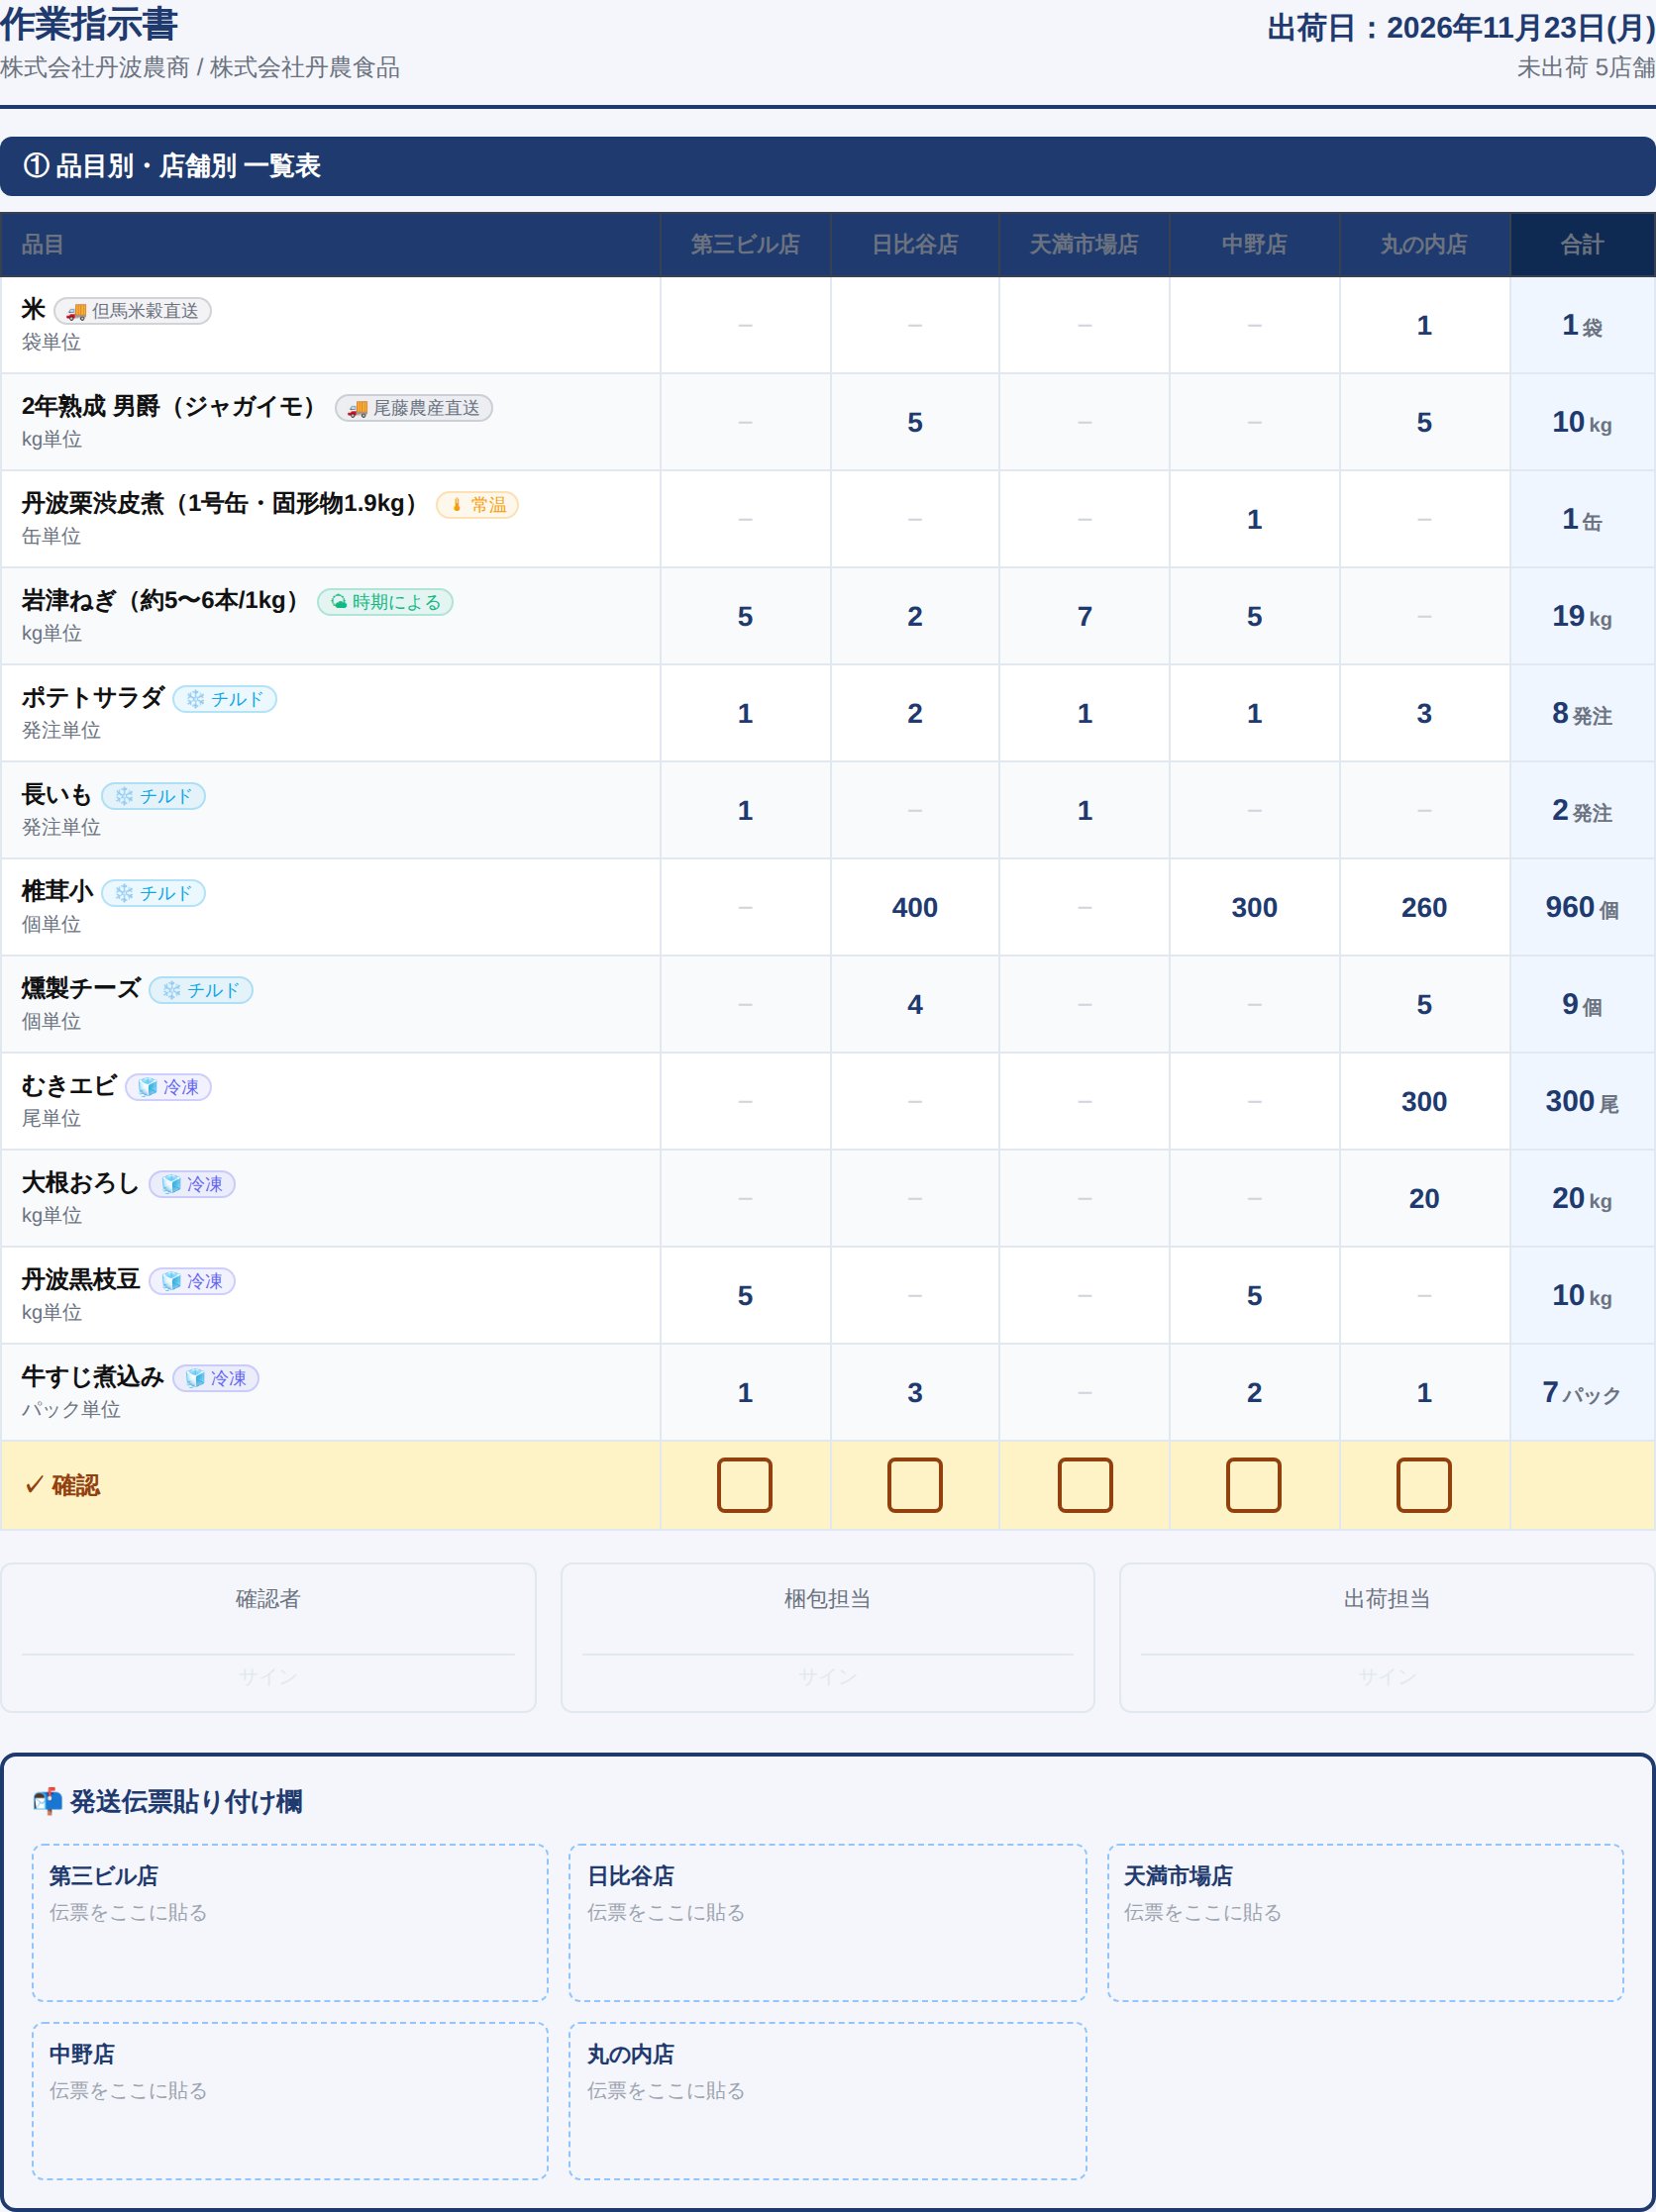 作業指示書
出荷日：2026年11月23日(月)
株式会社丹波農商 / 株式会社丹農食品
未出荷 5店舗
① 品目別・店舗別 一覧表
品目 第三ビル店 日比谷店 天満市場店 中野店 丸の内店 合計
米 🚚 但馬米穀直送
袋単位
– – – – 1 1 袋
2年熟成 男爵（ジャガイモ） 🚚 尾藤農産直送
kg単位
– 5 – – 5 10 kg
丹波栗渋皮煮（1号缶・固形物1.9kg） 🌡 常温
缶単位
– – – 1 – 1 缶
岩津ねぎ（約5〜6本/1kg） 🌤 時期による
kg単位
5 2 7 5 – 19 kg
ポテトサラダ ❄️ チルド
発注単位
1 2 1 1 3 8 発注
長いも ❄️ チルド
発注単位
1 – 1 – – 2 発注
椎茸小 ❄️ チルド
個単位
– 400 – 300 260 960 個
燻製チーズ ❄️ チルド
個単位
– 4 – – 5 9 個
むきエビ 🧊 冷凍
尾単位
– – – – 300 300 尾
大根おろし 🧊 冷凍
kg単位
– – – – 20 20 kg
丹波黒枝豆 🧊 冷凍
kg単位
5 – – 5 – 10 kg
牛すじ煮込み 🧊 冷凍
パック単位
1 3 – 2 1 7 パック
✓ 確認
確認者 梱包担当 出荷担当
サイン サイン サイン
📬 発送伝票貼り付け欄
第三ビル店 日比谷店 天満市場店
伝票をここに貼る 伝票をここに貼る 伝票をここに貼る
中野店 丸の内店
伝票をここに貼る 伝票をここに貼る